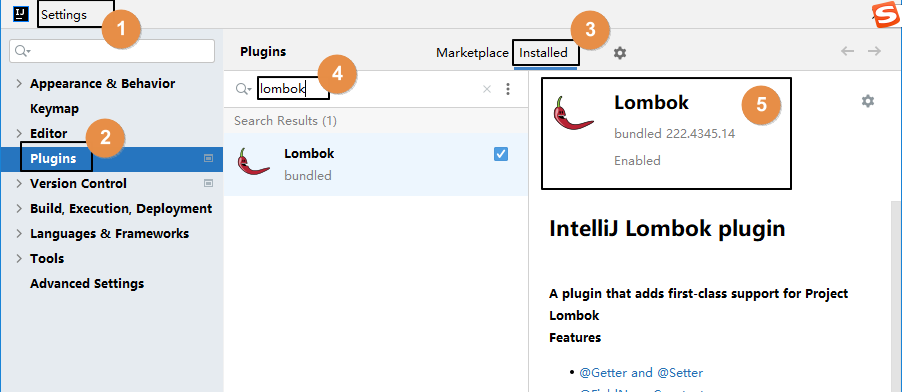 IJ
Settings
1
S
Plugins
Marketplace
Installed
3
Appearance & Behavior
Keymap
Editor
Plugins
2
Version Control
Build, Execution, Deployment
Languages & Frameworks
Tools
Advanced Settings
lombok
4
Search Results (1)
Lombok
bundled
Lombok
5
bundled 222.4345.14
Enabled
IntelliJ Lombok plugin
A plugin that adds first-class support for Project
Lombok
Features
• @Getter and @Setter